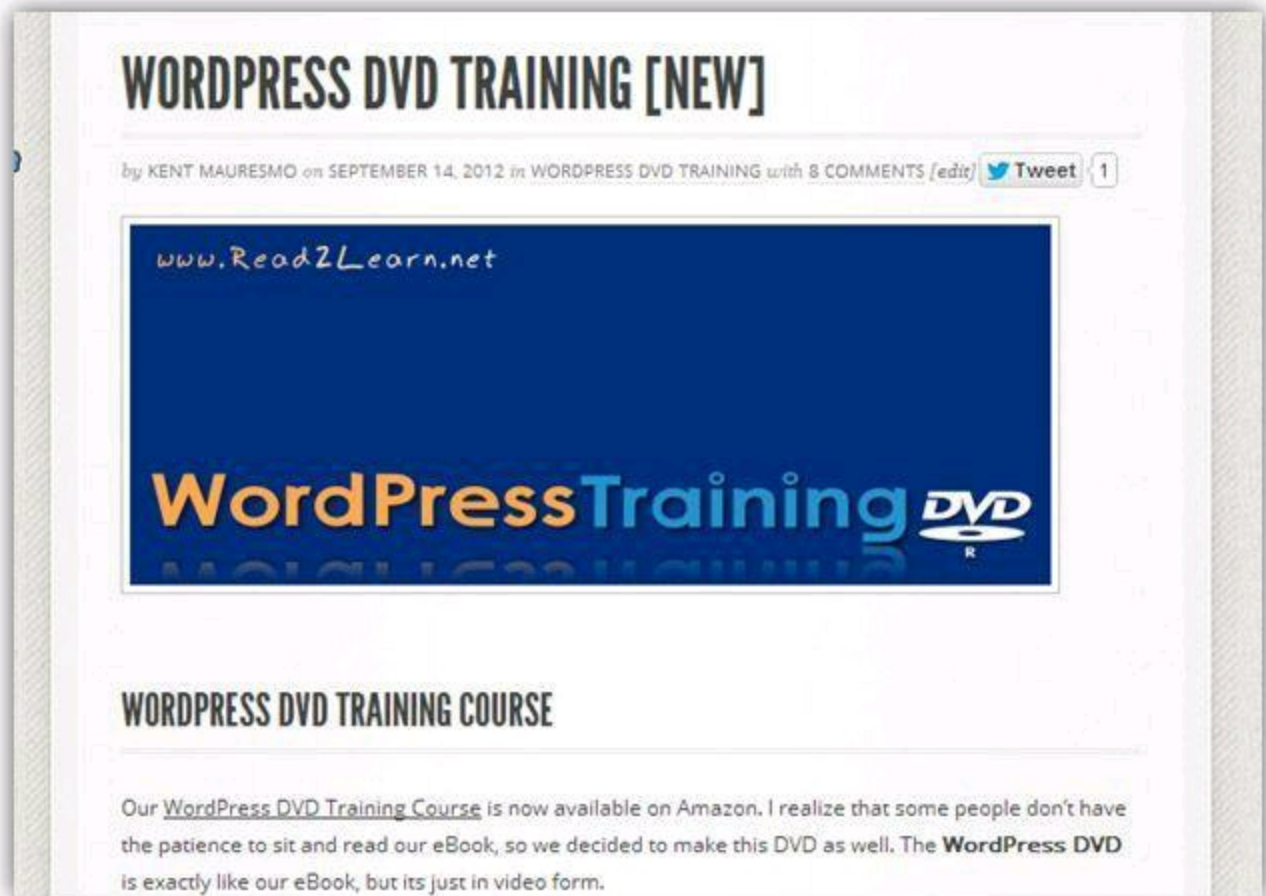 WORDPRESS DVD TRAINING [NEW]
by KENT MAURESMO on SEPTEMBER 14, 2012 in WORDPRESS DVD TRAINING with 8 COMMENTS [edit] Tweet 1
www.Read2Learn.net
WordPressTraining DVD
R
WORDPRESS DVD TRAINING COURSE
Our WordPress DVD Training Course is now available on Amazon. I realize that some people don't have
the patience to sit and read our eBook, so we decided to make this DVD as well. The WordPress DVD
is exactly like our eBook, but its just in video form.